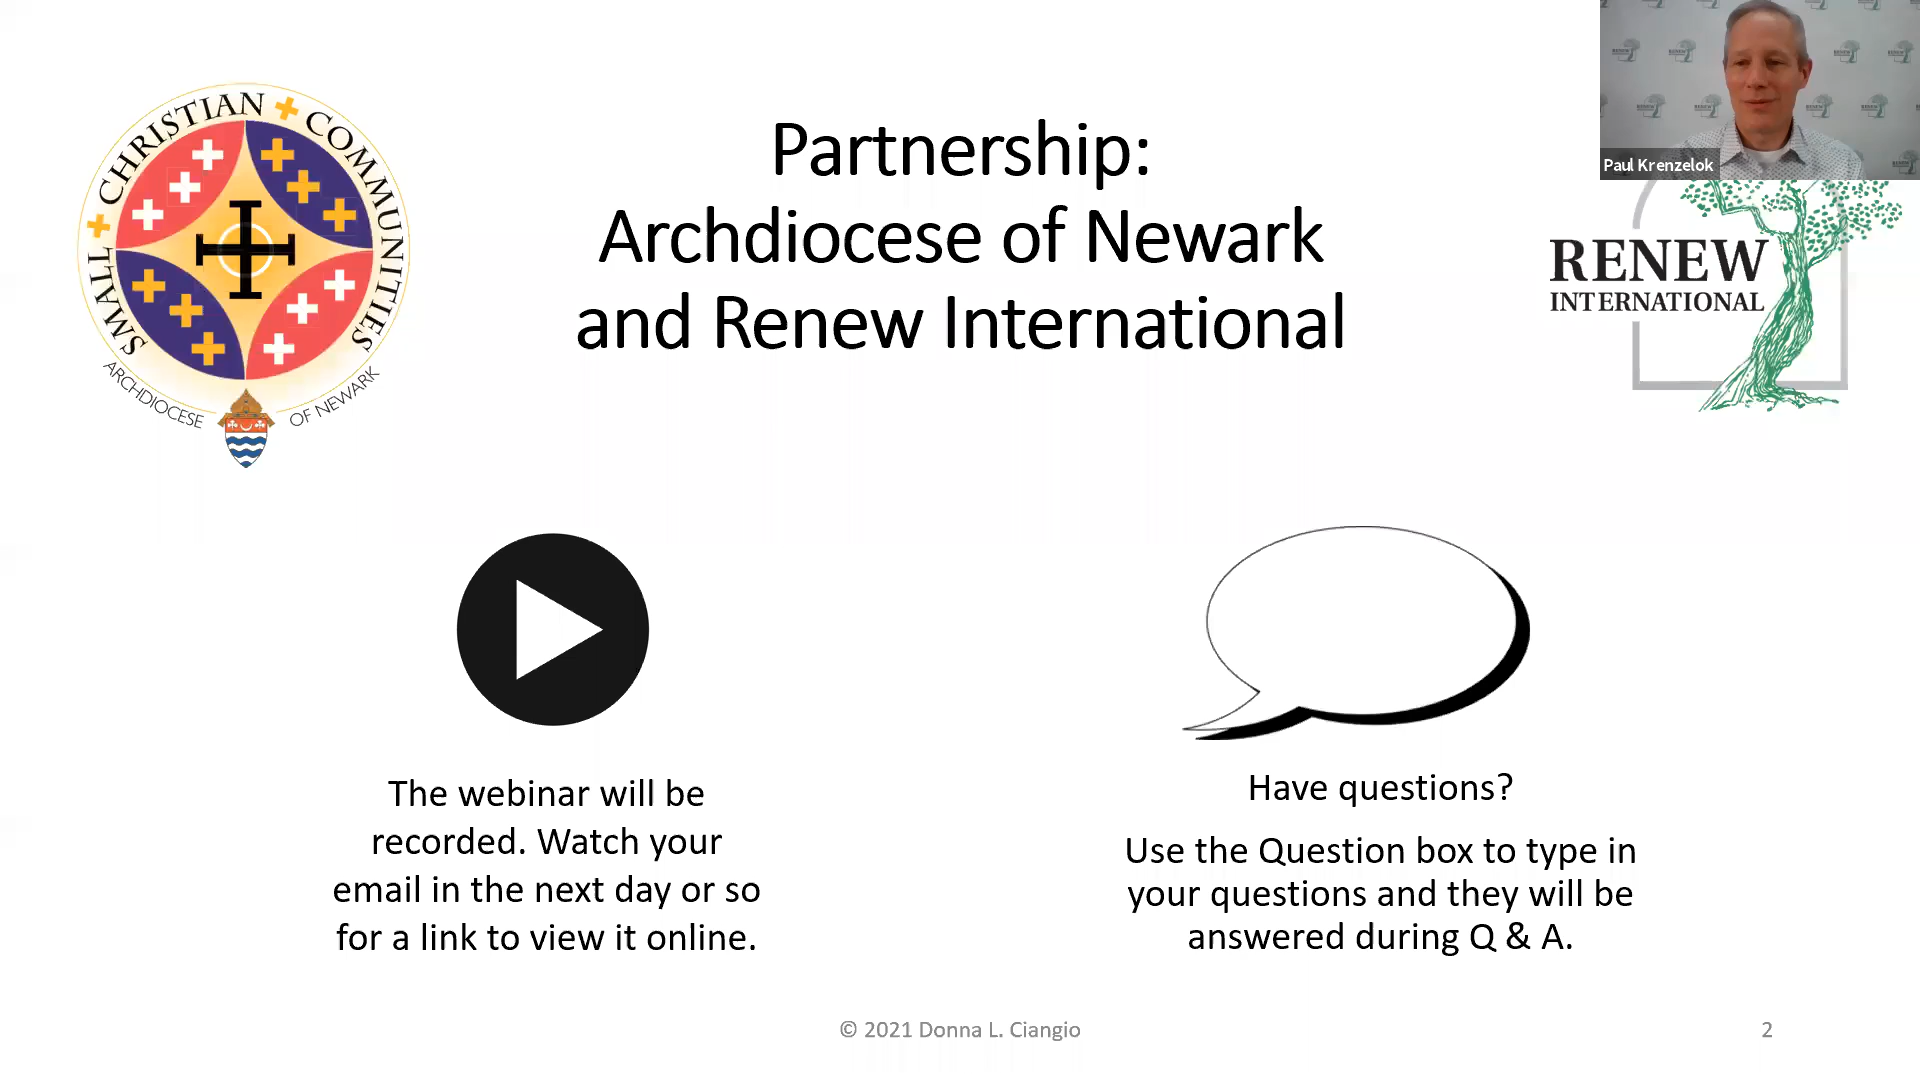 SMALL + CHRISTIAN + COMMUNITIES
ARCHDIOCESE OF NEWARK
Partnership:
Archdiocese of Newark
and Renew International
Paul Krenzelok
RENEW
INTERNATIONAL
The webinar will be
recorded. Watch your
email in the next day or so
for a link to view it online.
Have questions?
Use the Question box to type in
your questions and they will be
answered during Q & A.
© 2021 Donna L. Ciangio
2